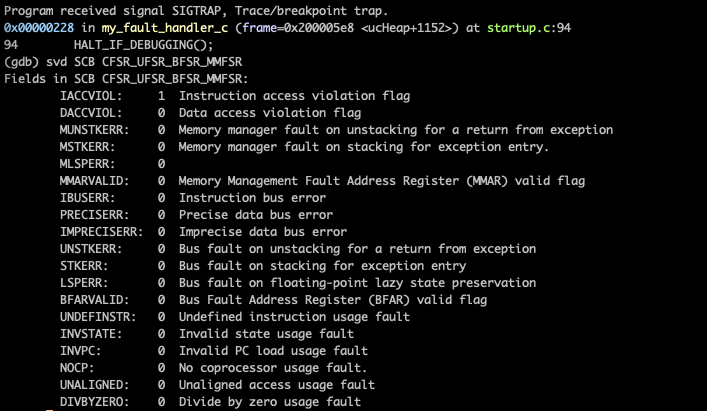 Program received signal SIGTRAP, Trace/breakpoint trap.
0x00000228 in my_fault_handler_c (frame=0x200005e8 <ucHeap+1152>) at startup.c:94
94 HALT_IF_DEBUGGING();
(gdb) svd SCB CFSR_UFSR_BFSR_MMFSR
Fields in SCB CFSR_UFSR_BFSR_MMFSR:
IACCVIOL: 1 Instruction access violation flag
DACCVIOL: 0 Data access violation flag
MUNSTKERR: 0 Memory manager fault on unstacking for a return from exception
MSTKERR: 0 Memory manager fault on stacking for exception entry.
MLSPERR: 0
MMARVALID: 0 Memory Management Fault Address Register (MMAR) valid flag
IBUSERR: 0 Instruction bus error
PRECISERR: 0 Precise data bus error
IMPRECISERR: 0 Imprecise data bus error
UNSTKERR: 0 Bus fault on unstacking for a return from exception
STKERR: 0 Bus fault on stacking for exception entry
LSPERR: 0 Bus fault on floating-point lazy state preservation
BFARVALID: 0 Bus Fault Address Register (BFAR) valid flag
UNDEFINSTR: 0 Undefined instruction usage fault
INVSTATE: 0 Invalid state usage fault
INVPC: 0 Invalid PC load usage fault
NOCP: 0 No coprocessor usage fault.
UNALIGNED: 0 Unaligned access usage fault
DIVBYZERO: 0 Divide by zero usage fault